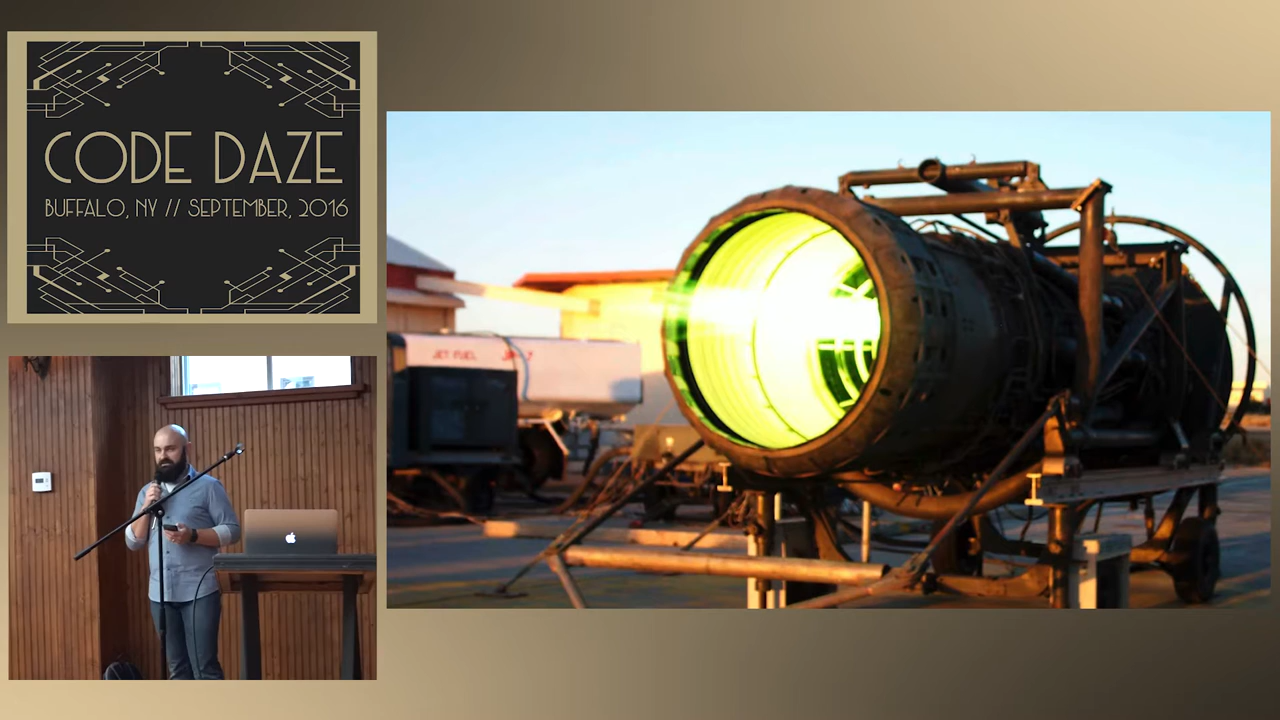 CODE DAZE
BUFFALO, NY // SEPTEMBER, 2016
JET FUEL